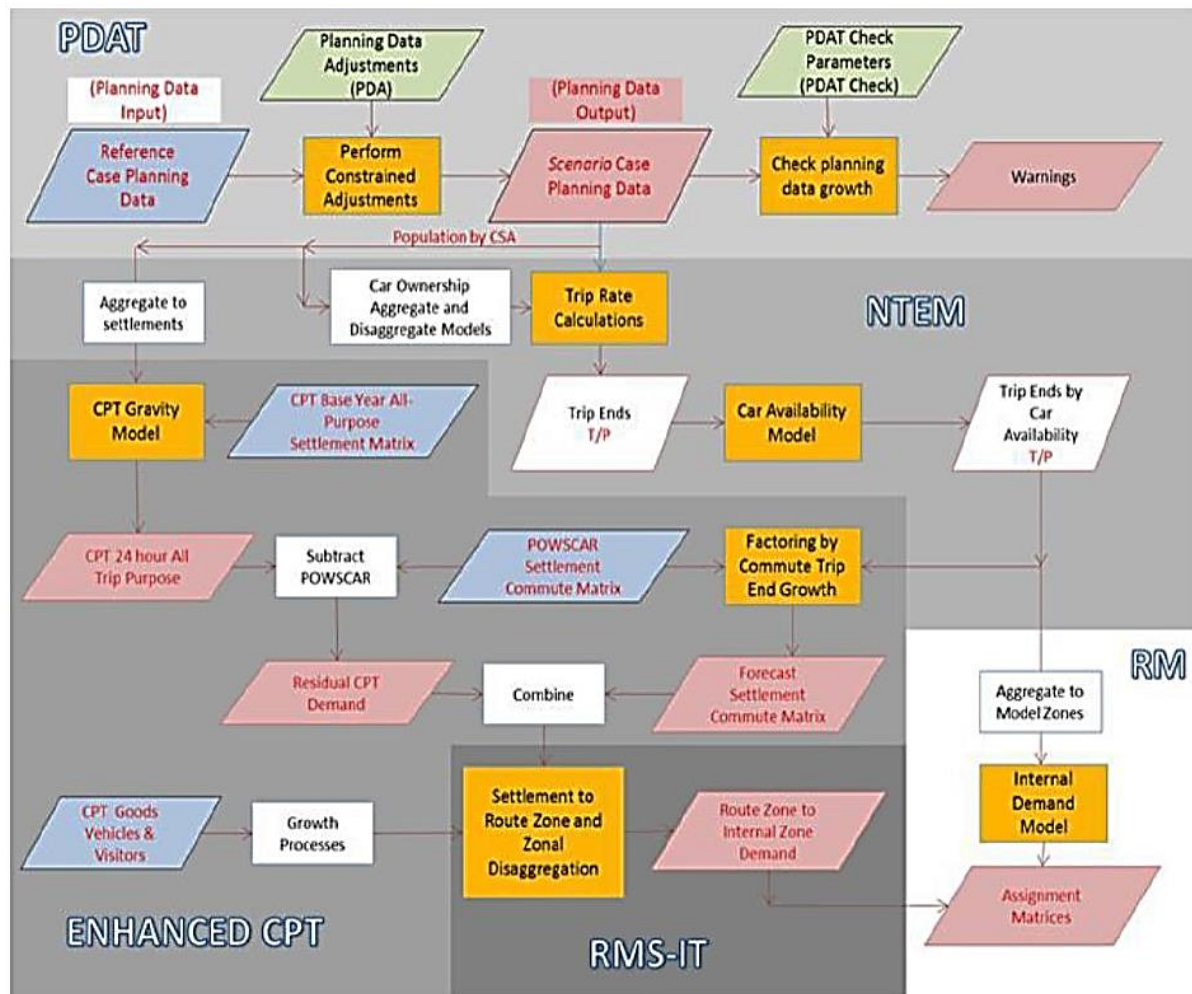 PDAT
(Planning Data
Input)
Reference
Case Planning
Data
Planning Data
Adjustments
(PDA)
Perform
Constrained
Adjustments
(Planning Data
Output)
Scenario Case
Planning Data
PDAT Check
Parameters
(PDAT Check)
Check planning
data growth
Warnings
Population by CSA
Aggregate to
settlements
Car Ownership
Aggregate and
Disaggregate Models
Trip Rate
Calculations
NTEM
CPT Gravity
Model
CPT Base Year All-
Purpose
Settlement Matrix
Trip Ends
T/P
Car Availability
Model
Trip Ends by
Car
Availability
T/P
CPT 24 hour All
Trip Purpose
Subtract
POWSCAR
POWSCAR
Settlement
Commute Matrix
Factoring by
Commute Trip
End Growth
RM
Residual CPT
Demand
Combine
Forecast
Settlement
Commute Matrix
Aggregate to
Model Zones
CPT Goods
Vehicles &
Visitors
Growth
Processes
Settlement to
Route Zone and
Zonal
Disaggregation
Route Zone to
Internal Zone
Demand
Internal
Demand
Model
Assignment
Matrices
ENHANCED CPT
RMS-IT